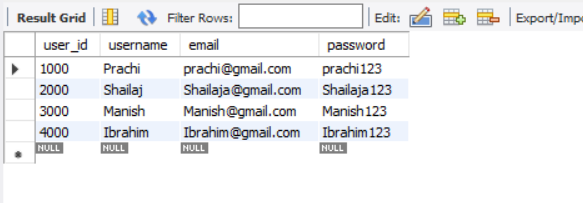 Result Grid Filter Rows: Edit: Export/Impo
user_id username email password
1000 Prachi prachi@gmail.com prachi123
2000 Shailaj Shailaja@gmail.com Shailaja123
3000 Manish Manish@gmail.com Manish123
4000 Ibrahim Ibrahim@gmail.com Ibrahim123
NULL NULL NULL NULL